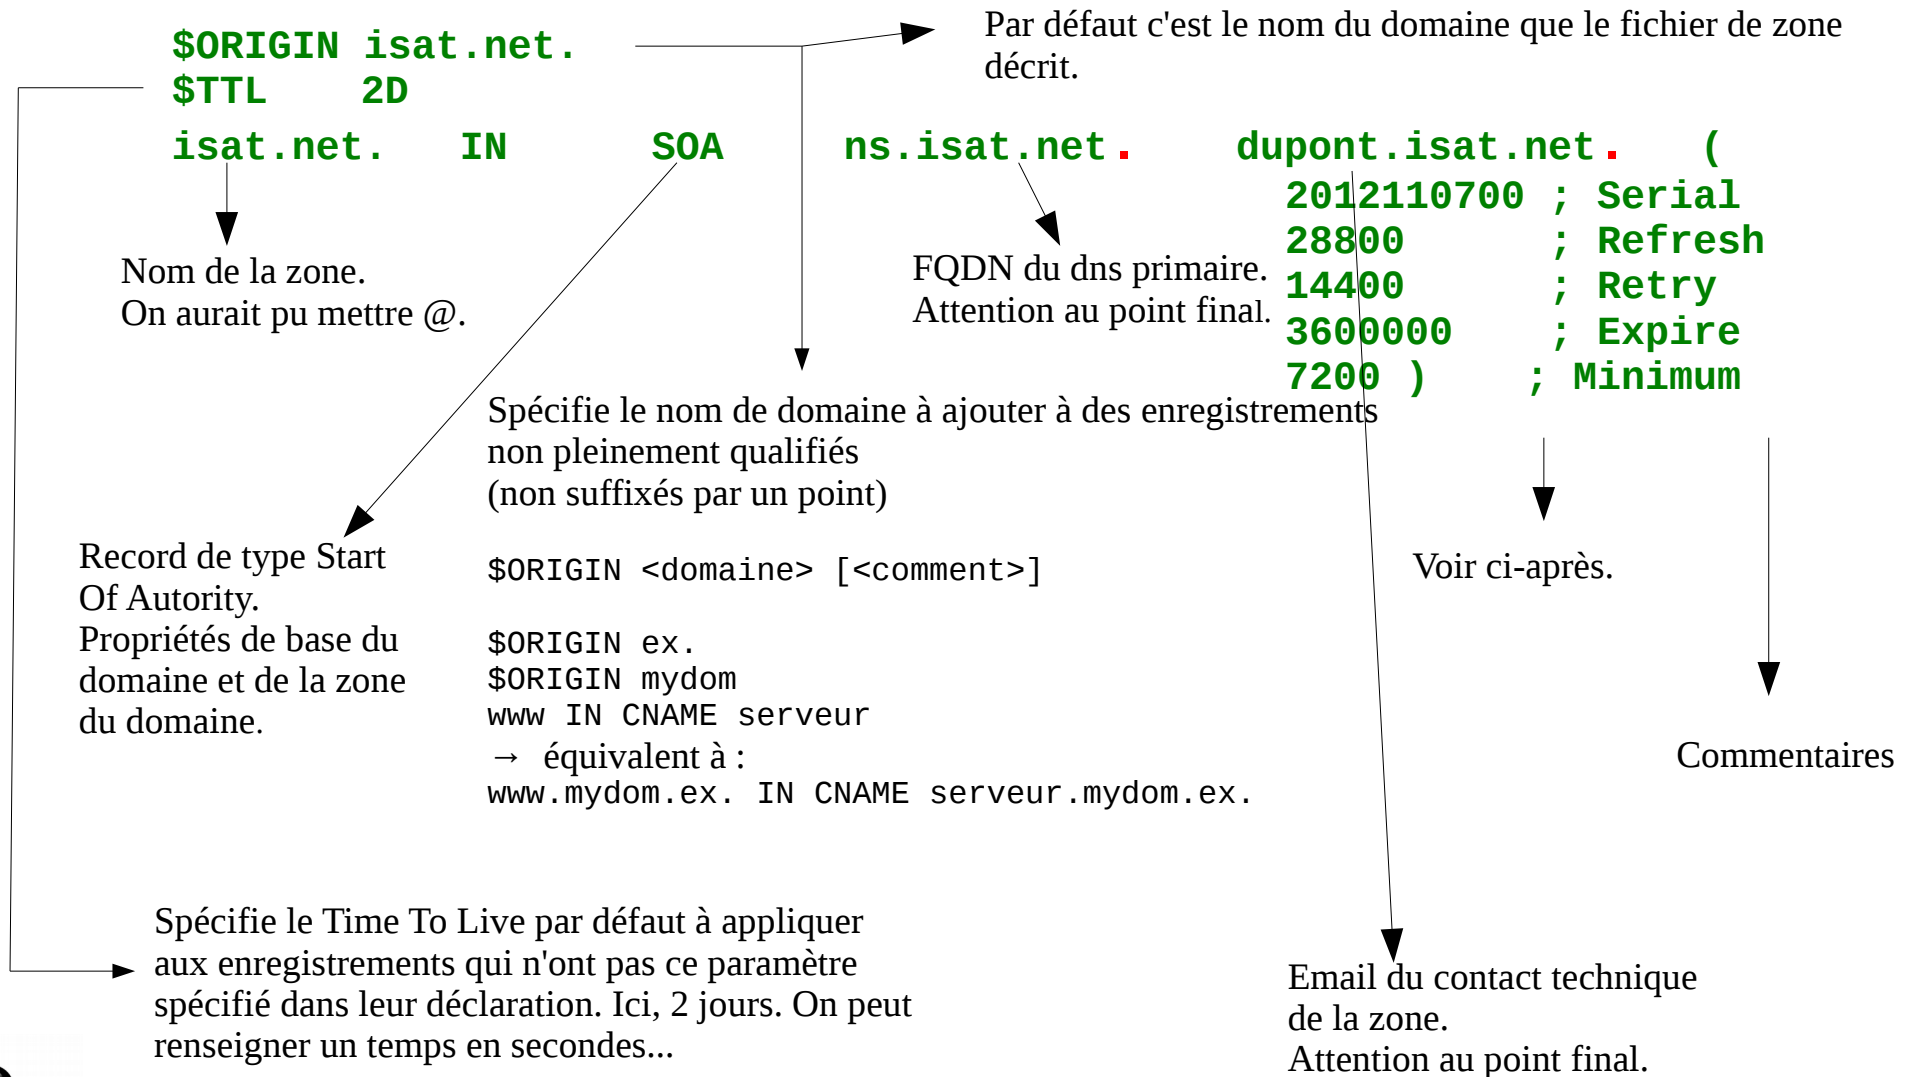 $ORIGIN isat.net.
Par défaut c'est le nom du domaine que le fichier de zone
décrit.
$TTL 2D
isat.net. IN SOA ns.isat.net. dupont.isat.net. (
2012110700 ; Serial
28800 ; Refresh
14400 ; Retry
3600000 ; Expire
7200 ) ; Minimum
Nom de la zone.
On aurait pu mettre @.
FQDN du dns primaire.
Attention au point final.
Spécifie le nom de domaine à ajouter à des enregistrements
non pleinement qualifiés
(non suffixés par un point)
$ORIGIN <domaine> [<comment>]
$ORIGIN ex.
$ORIGIN mydom
www IN CNAME serveur
→ équivalent à :
www.mydom.ex. IN CNAME serveur.mydom.ex.
Record de type Start
Of Autority.
Propriétés de base du
domaine et de la zone
du domaine.
Voir ci-après.
Commentaires
Spécifie le Time To Live par défaut à appliquer
aux enregistrements qui n'ont pas ce paramètre
spécifié dans leur déclaration. Ici, 2 jours. On peut
renseigner un temps en secondes...
Email du contact technique
de la zone.
Attention au point final.